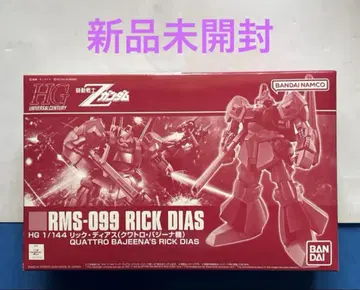 新品未開封
HG
UNIVERSAL CENTURY
機動戦士Zガンダム
BANDAI NAMCO
RMS-099 RICK DIAS
HG 1/144 リック・ディアス(クワトロ・バジーナ機)
QUATTRO BAJEENA'S RICK DIAS
BAN
DAI